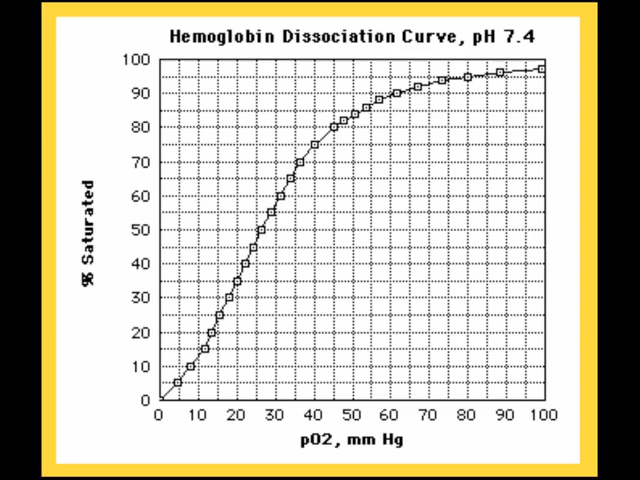 Hemoglobin Dissociation Curve, pH 7.4
100
90
80
70
60
50
40
30
20
10
0
% Saturated
0 10 20 30 40 50 60 70 80 90 100
pO2, mm Hg